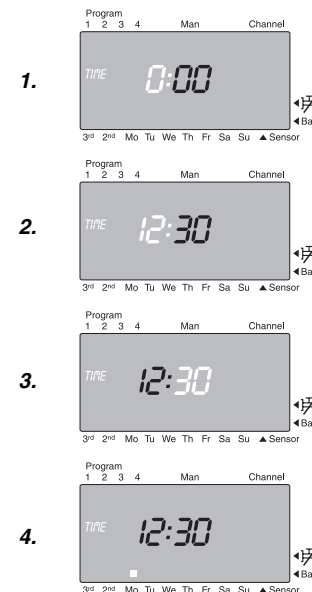 Program
1 2 3 4 Man Channel
1.
TIME 0:00
Ba
3rd 2nd Mo Tu We Th Fr Sa Su ▲ Sensor
Program
1 2 3 4 Man Channel
2.
TIME 12:30
Ba
3rd 2nd Mo Tu We Th Fr Sa Su ▲ Sensor
Program
1 2 3 4 Man Channel
3.
TIME 12:30
Ba
3rd 2nd Mo Tu We Th Fr Sa Su ▲ Sensor
Program
1 2 3 4 Man Channel
4.
TIME 12:30
Ba
3rd 2nd Mo Tu We Th Fr Sa Su ▲ Sensor